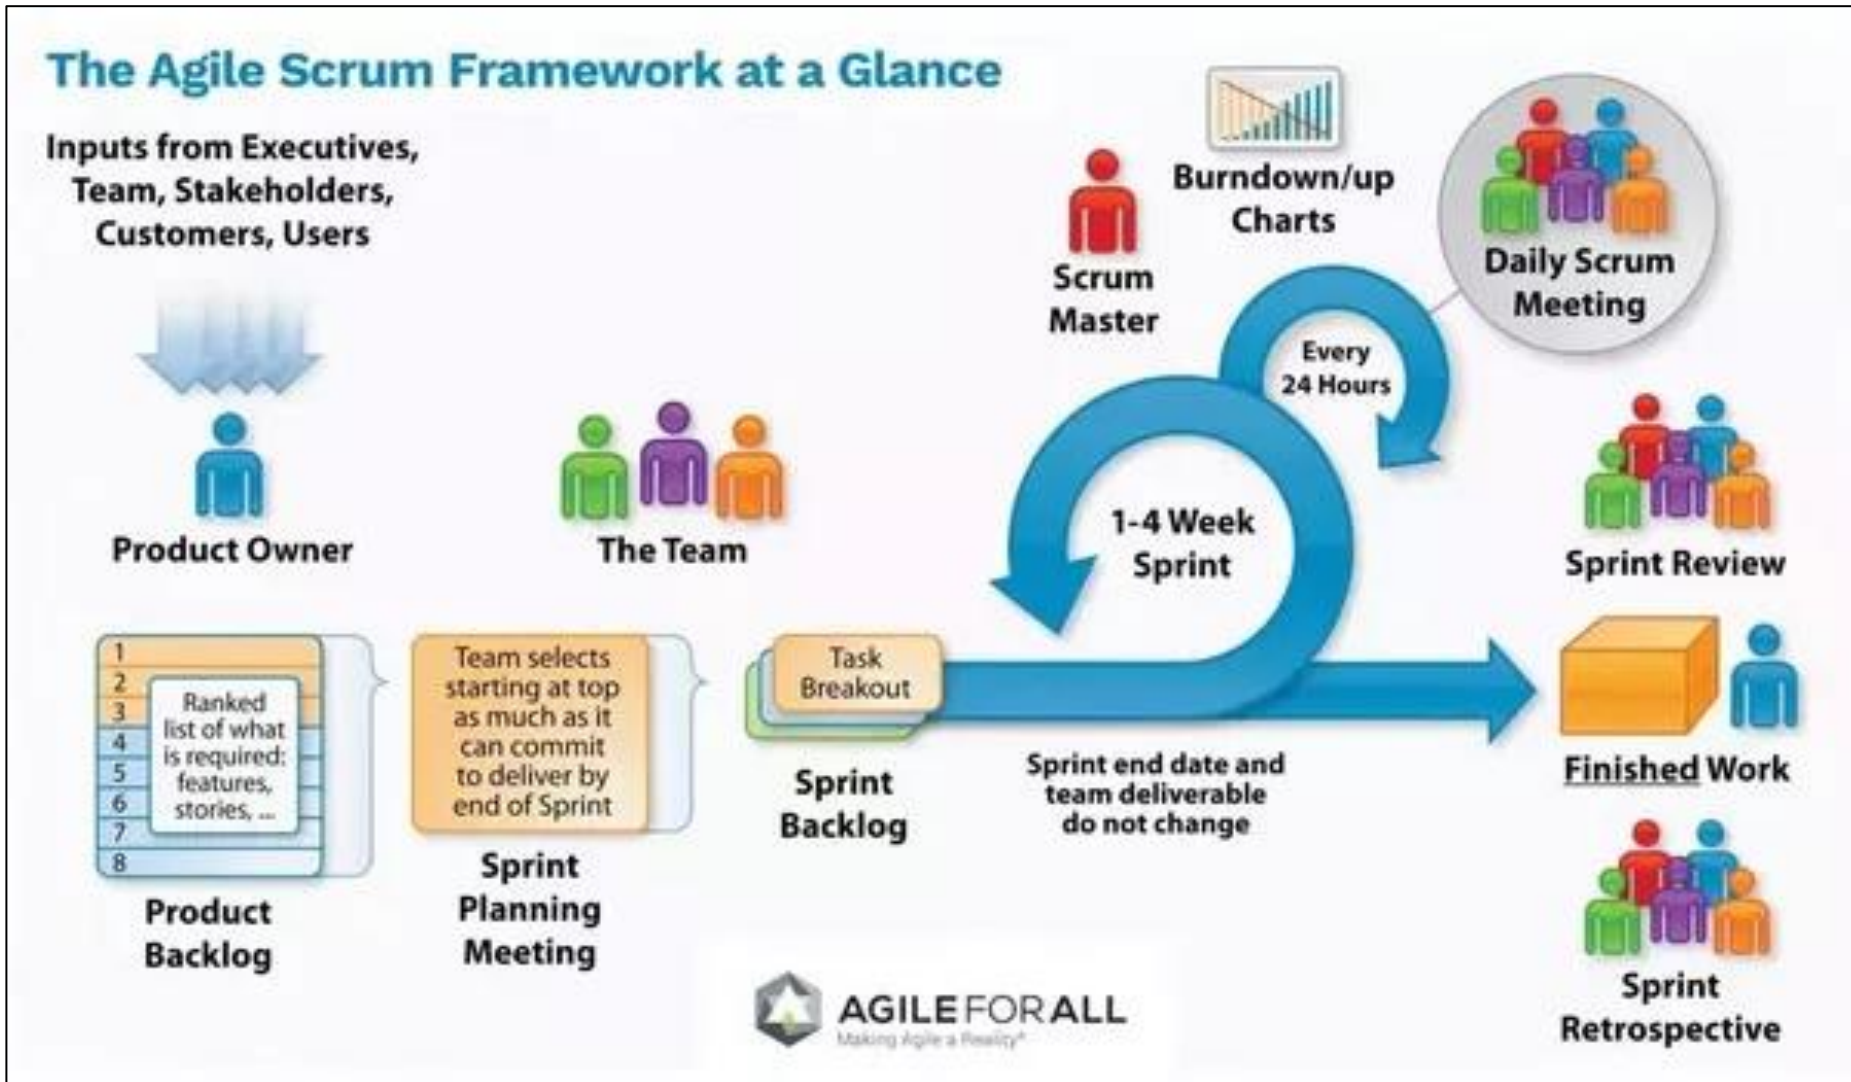 The Agile Scrum Framework at a Glance
Inputs from Executives,
Team, Stakeholders,
Customers, Users
Product Owner
The Team
Scrum
Master
Burndown/up
Charts
Daily Scrum
Meeting
Every
24 Hours
1-4 Week
Sprint
Sprint Review
1
2
3
4
5
6
7
8
Ranked
list of what
is required:
features,
stories, ...
Product
Backlog
Team selects
starting at top
as much as it
can commit
to deliver by
end of Sprint
Sprint
Planning
Meeting
Task
Breakout
Sprint
Backlog
Sprint end date and
team deliverable
do not change
Finished Work
Sprint
Retrospective
AGILEFORALL
Making Agile a Reality®